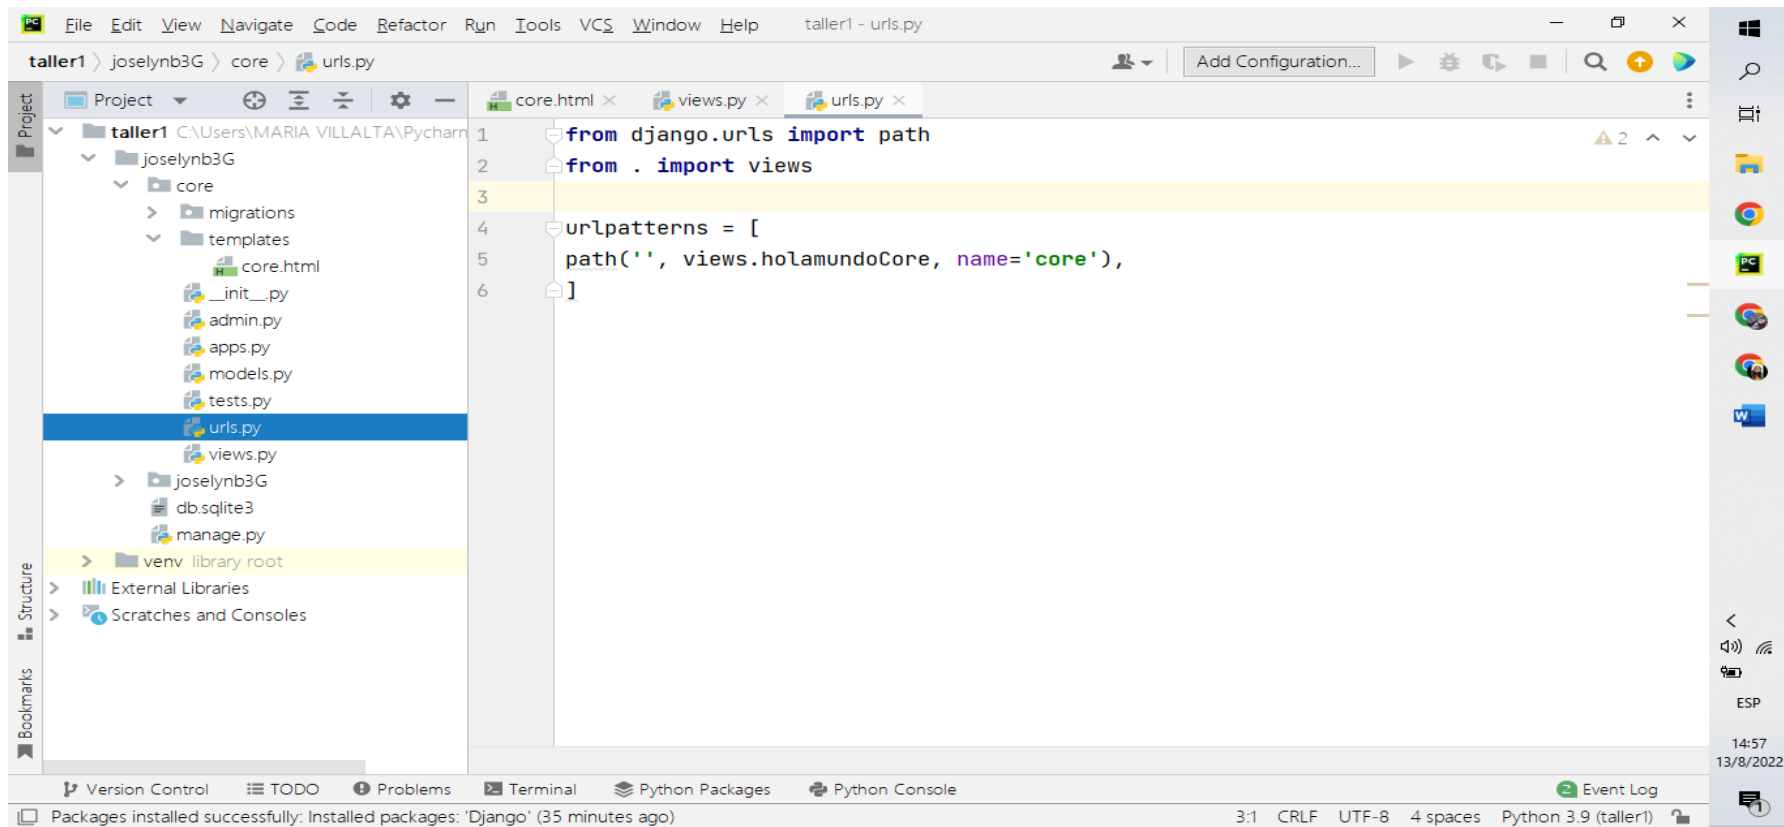 PC File Edit View Navigate Code Refactor Run Tools VCS Window Help taller1 - urls.py
taller1 joselynb3G core urls.py Add Configuration...
Project core.html views.py urls.py
Project
taller1 C:\Users\MARIA VILLALTA\Pycharm
joselynb3G
core
migrations
templates
core.html
__init__.py
admin.py
apps.py
models.py
tests.py
urls.py
views.py
joselynb3G
db.sqlite3
manage.py
venv library root
External Libraries
Scratches and Consoles
Structure
Bookmarks
1 from django.urls import path
2 from . import views
3
4 urlpatterns = [
5 path('', views.holamundoCore, name='core'),
6 ]
2
PC
W
ESP
14:57
13/8/2022
1
Version Control TODO Problems Terminal Python Packages Python Console 2 Event Log
Packages installed successfully: Installed packages: 'Django' (35 minutes ago) 3:1 CRLF UTF-8 4 spaces Python 3.9 (taller1)